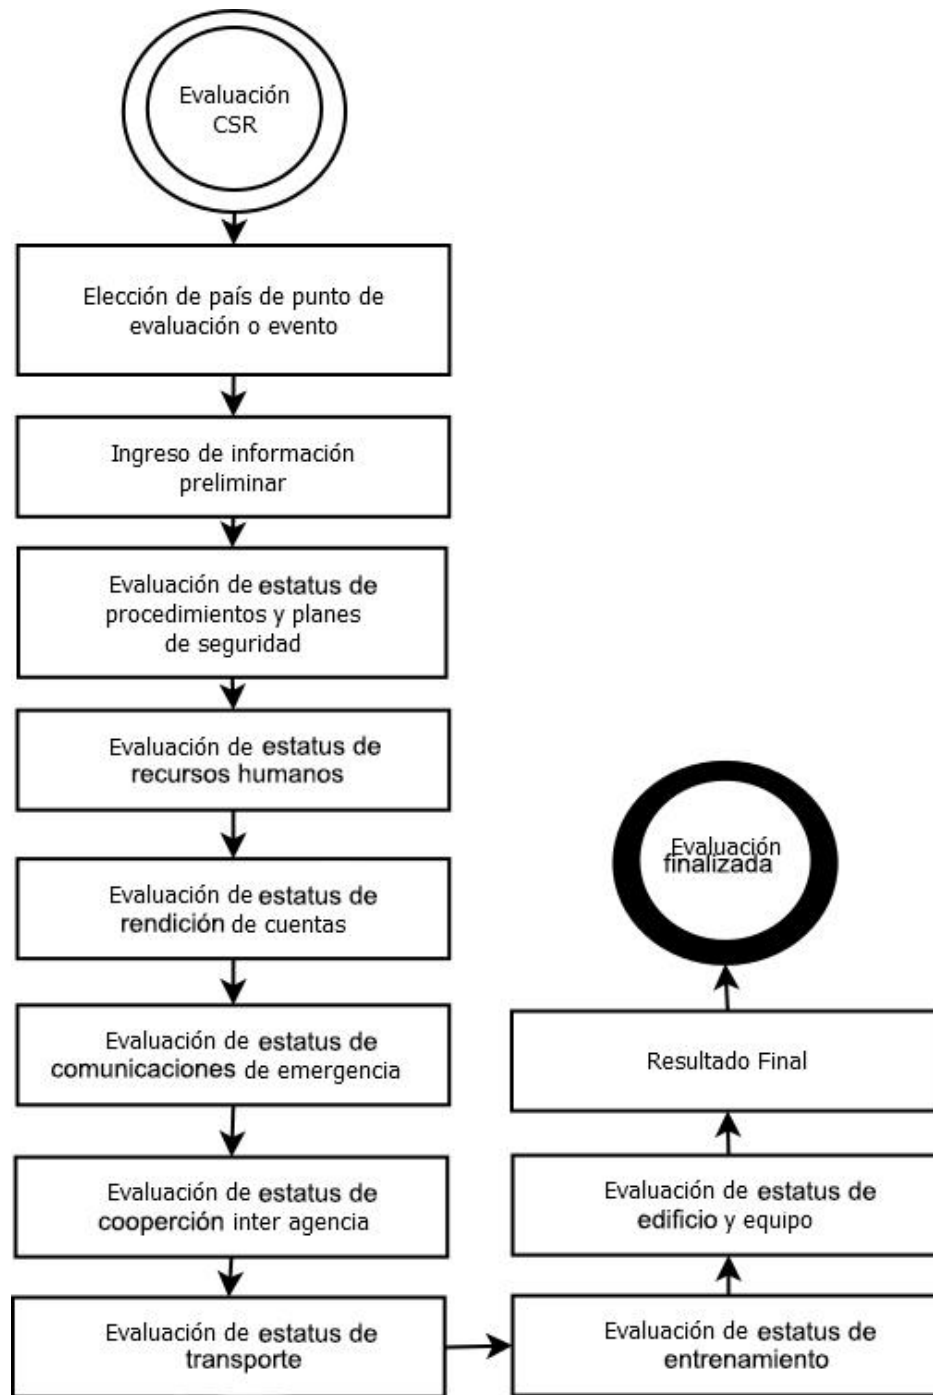 Evaluación
CSR
Elección de país de punto de
evaluación o evento
Ingreso de información
preliminar
Evaluación de estatus de
procedimientos y planes
de seguridad
Evaluación de estatus de
recursos humanos
Evaluación de estatus de
rendición de cuentas
Evaluación de estatus de
comunicaciones de emergencia
Evaluación de estatus de
cooperción inter agencia
Evaluación de estatus de
transporte
Evaluación de estatus de
entrenamiento
Evaluación de estatus de
edificio y equipo
Resultado Final
Evaluación
finalizada